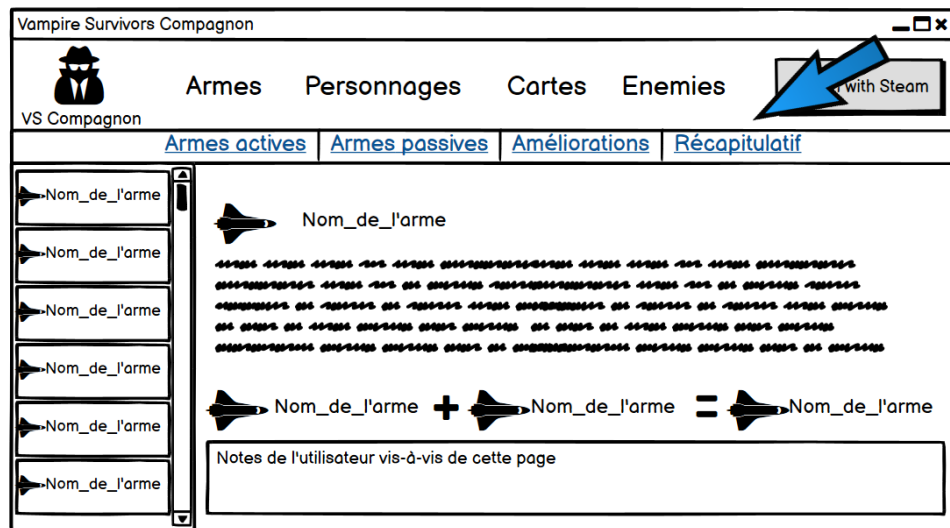 Vampire Survivors Compagnon
VS Compagnon
Armes Personnages Cartes Enemies
with Steam
Armes actives Armes passives Améliorations Récapitulatif
Nom_de_l'arme
Nom_de_l'arme
Nom_de_l'arme
Nom_de_l'arme
Nom_de_l'arme
Nom_de_l'arme
Nom_de_l'arme
Nom_de_l'arme + Nom_de_l'arme = Nom_de_l'arme
Notes de l'utilisateur vis-à-vis de cette page